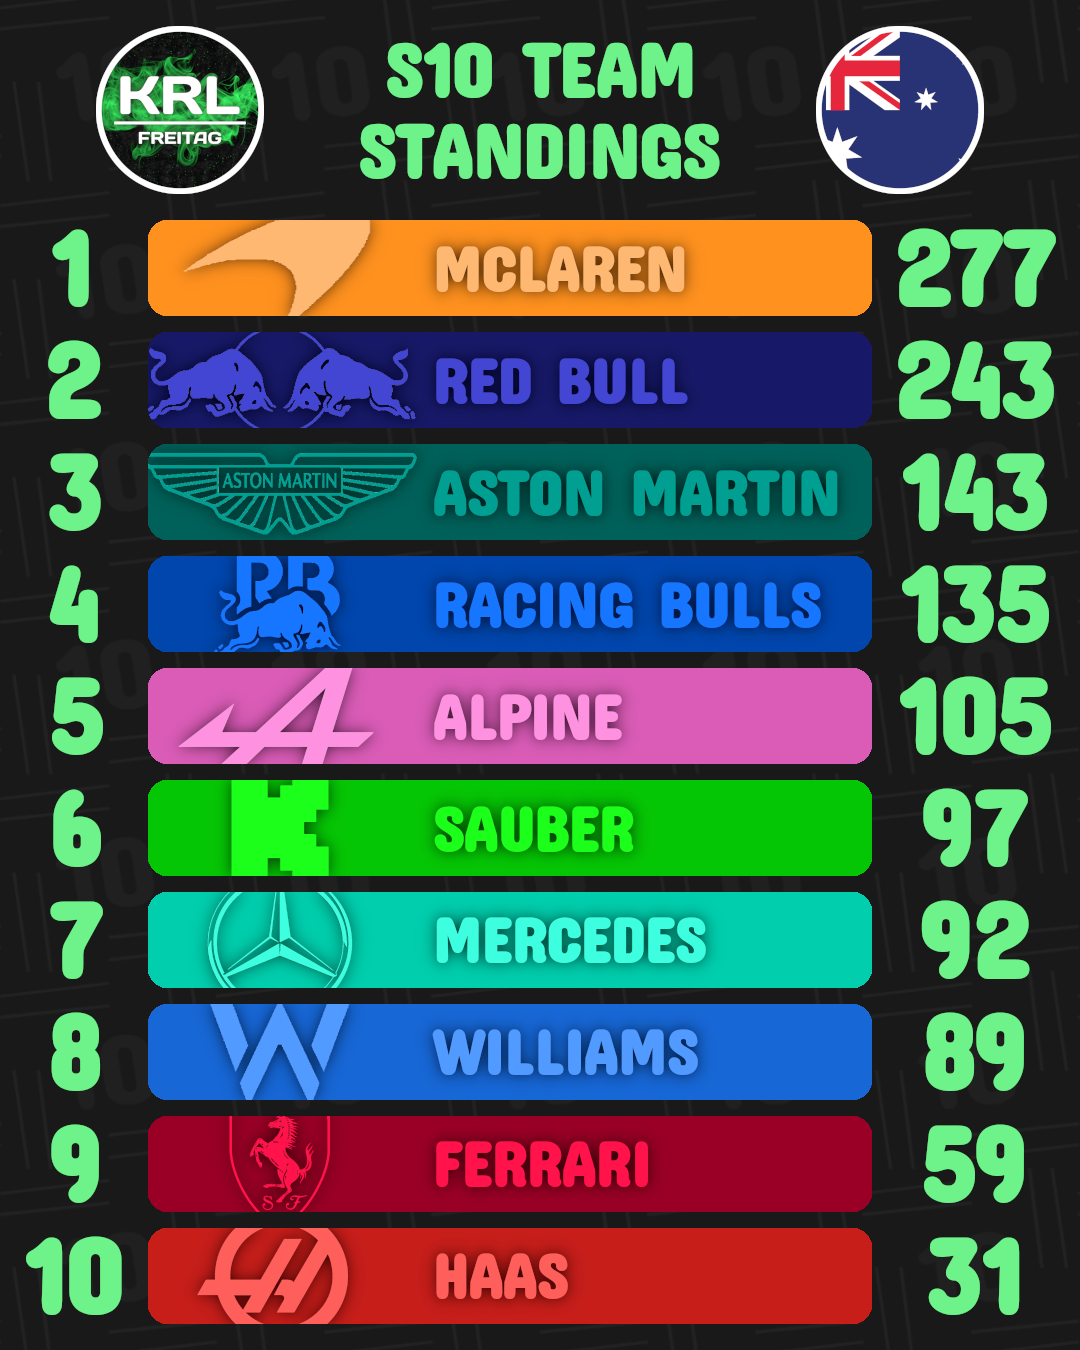 KRL
FREITAG
S10 TEAM
STANDINGS
1 MCLAREN 277
2 RED BULL 243
3 ASTON MARTIN ASTON MARTIN 143
4 RB RACING BULLS 135
5 ALPINE 105
6 K SAUBER 97
7 MERCEDES 92
8 W WILLIAMS 89
9 S F FERRARI 59
10 HAAS 31